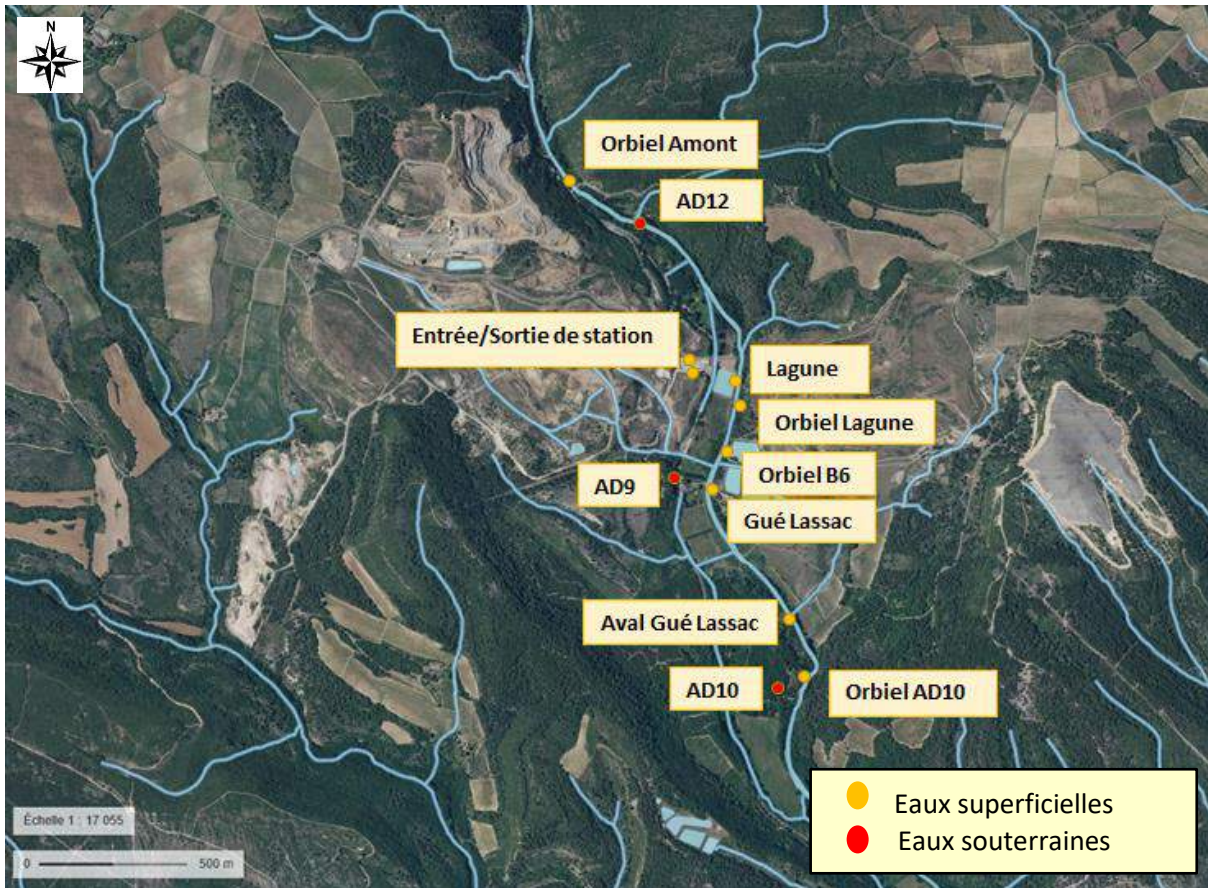 N
Orbiel Amont
AD12
Entrée/Sortie de station
Lagune
Orbiel Lagune
AD9
Orbiel B6
Gué Lassac
Aval Gué Lassac
AD10
Orbiel AD10
Eaux superficielles
Eaux souterraines
Échelle 1 : 17 055
0 500 m